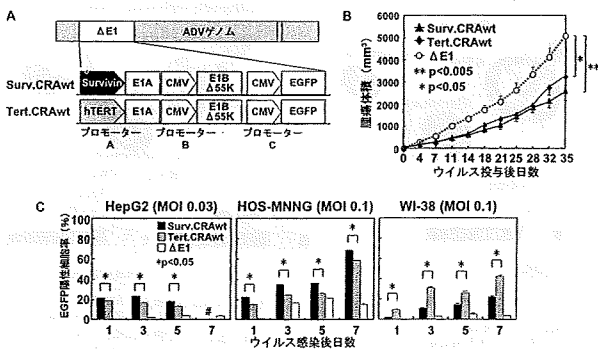 A
ΔE1
ADVゲノム
Surv.CRAwt
Survivin
E1A
CMV
E1B Δ55K
CMV
EGFP
Tert.CRAwt
hTERT
E1A
CMV
E1B Δ55K
CMV
EGFP
プロモーター A
プロモーター B
プロモーター C
B
腫瘍体積 (mm³)
6000
5000
4000
3000
2000
1000
0
Surv.CRAwt
Tert.CRAwt
ΔE1
** p<0.005
* p<0.05
*
**
0 4 7 11 14 18 21 25 28 32 35
ウイルス投与後日数
C
HepG2 (MOI 0.03)
HOS-MNNG (MOI 0.1)
WI-38 (MOI 0.1)
EGFP陽性細胞率 (%)
80
60
40
20
0
Surv.CRAwt
Tert.CRAwt
ΔE1
*p<0.05
* * * #
* * * *
* * * *
1 3 5 7
1 3 5 7
1 3 5 7
ウイルス感染後日数